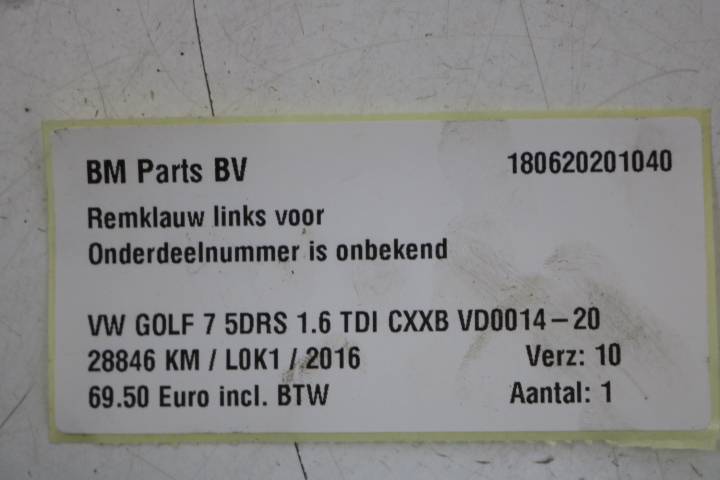 BM Parts BV 180620201040
Remklauw links voor
Onderdeelnummer is onbekend
VW GOLF 7 5DRS 1.6 TDI CXXB VD0014-20
28846 KM / L0K1 / 2016 Verz: 10
69.50 Euro incl. BTW Aantal: 1